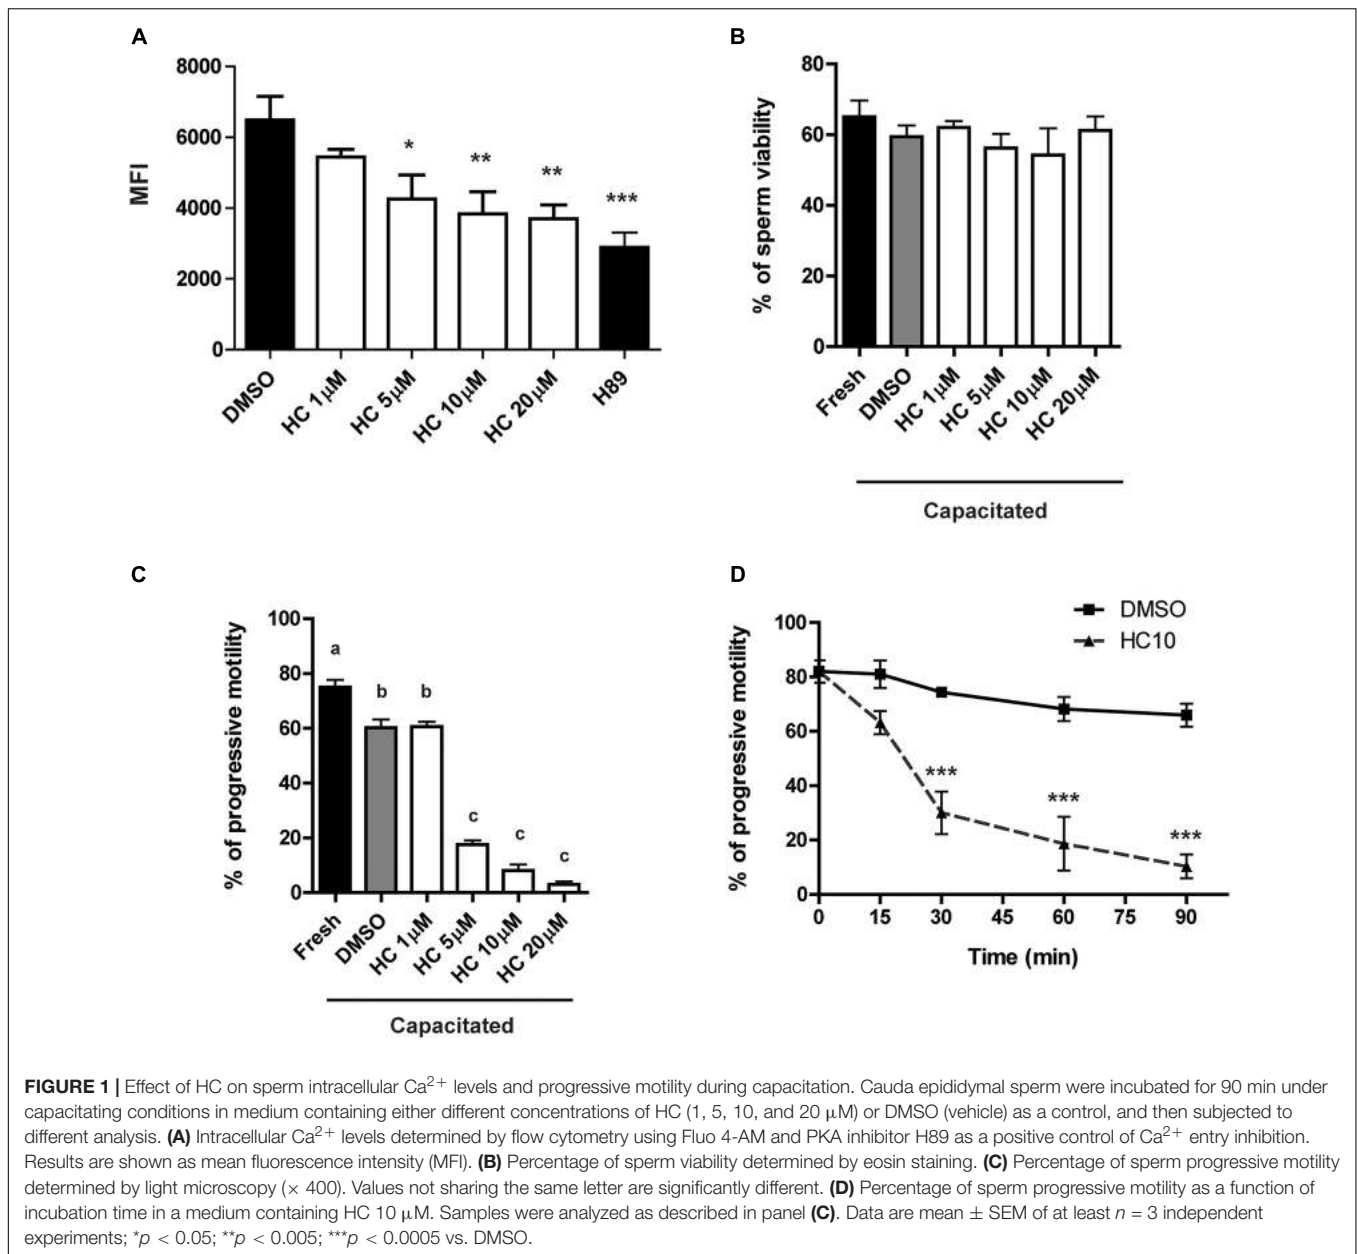 A
8000
6000
4000
2000
0
MFI
*
**
**
***
DMSO
HC 1μM
HC 5μM
HC 10μM
HC 20μM
H89
B
80
60
40
20
0
% of sperm viability
Fresh
DMSO
HC 1μM
HC 5μM
HC 10μM
HC 20μM
Capacitated
C
100
80
60
40
20
0
% of progressive motility
a
b
b
c
c
c
Fresh
DMSO
HC 1μM
HC 5μM
HC 10μM
HC 20μM
Capacitated
D
DMSO
HC10
100
80
60
40
20
0
% of progressive motility
***
***
***
0 15 30 45 60 75 90
Time (min)
FIGURE 1 | Effect of HC on sperm intracellular Ca²⁺ levels and progressive motility during capacitation. Cauda epididymal sperm were incubated for 90 min under
capacitating conditions in medium containing either different concentrations of HC (1, 5, 10, and 20 μM) or DMSO (vehicle) as a control, and then subjected to
different analysis. (A) Intracellular Ca²⁺ levels determined by flow cytometry using Fluo 4-AM and PKA inhibitor H89 as a positive control of Ca²⁺ entry inhibition.
Results are shown as mean fluorescence intensity (MFI). (B) Percentage of sperm viability determined by eosin staining. (C) Percentage of sperm progressive motility
determined by light microscopy (× 400). Values not sharing the same letter are significantly different. (D) Percentage of sperm progressive motility as a function of
incubation time in a medium containing HC 10 μM. Samples were analyzed as described in panel (C). Data are mean ± SEM of at least n = 3 independent
experiments; *p < 0.05; **p < 0.005; ***p < 0.0005 vs. DMSO.